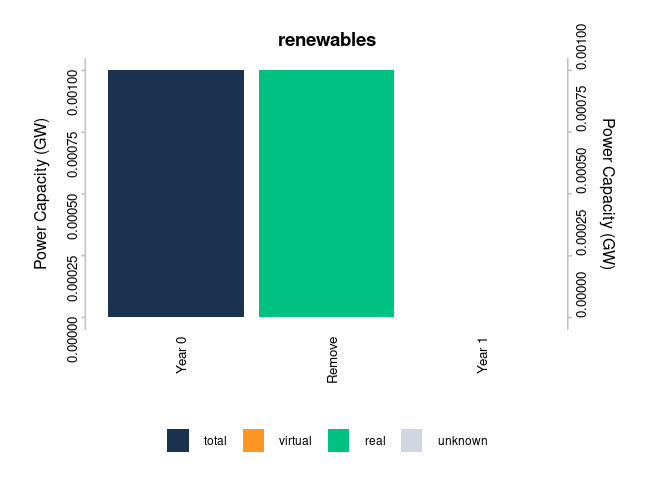 renewables
Power Capacity (GW)
0.00100
0.00075
0.00050
0.00025
0.00000
0.00100
0.00075
0.00050
0.00025
0.00000
Power Capacity (GW)
Year 0
Remove
Year 1
total
virtual
real
unknown